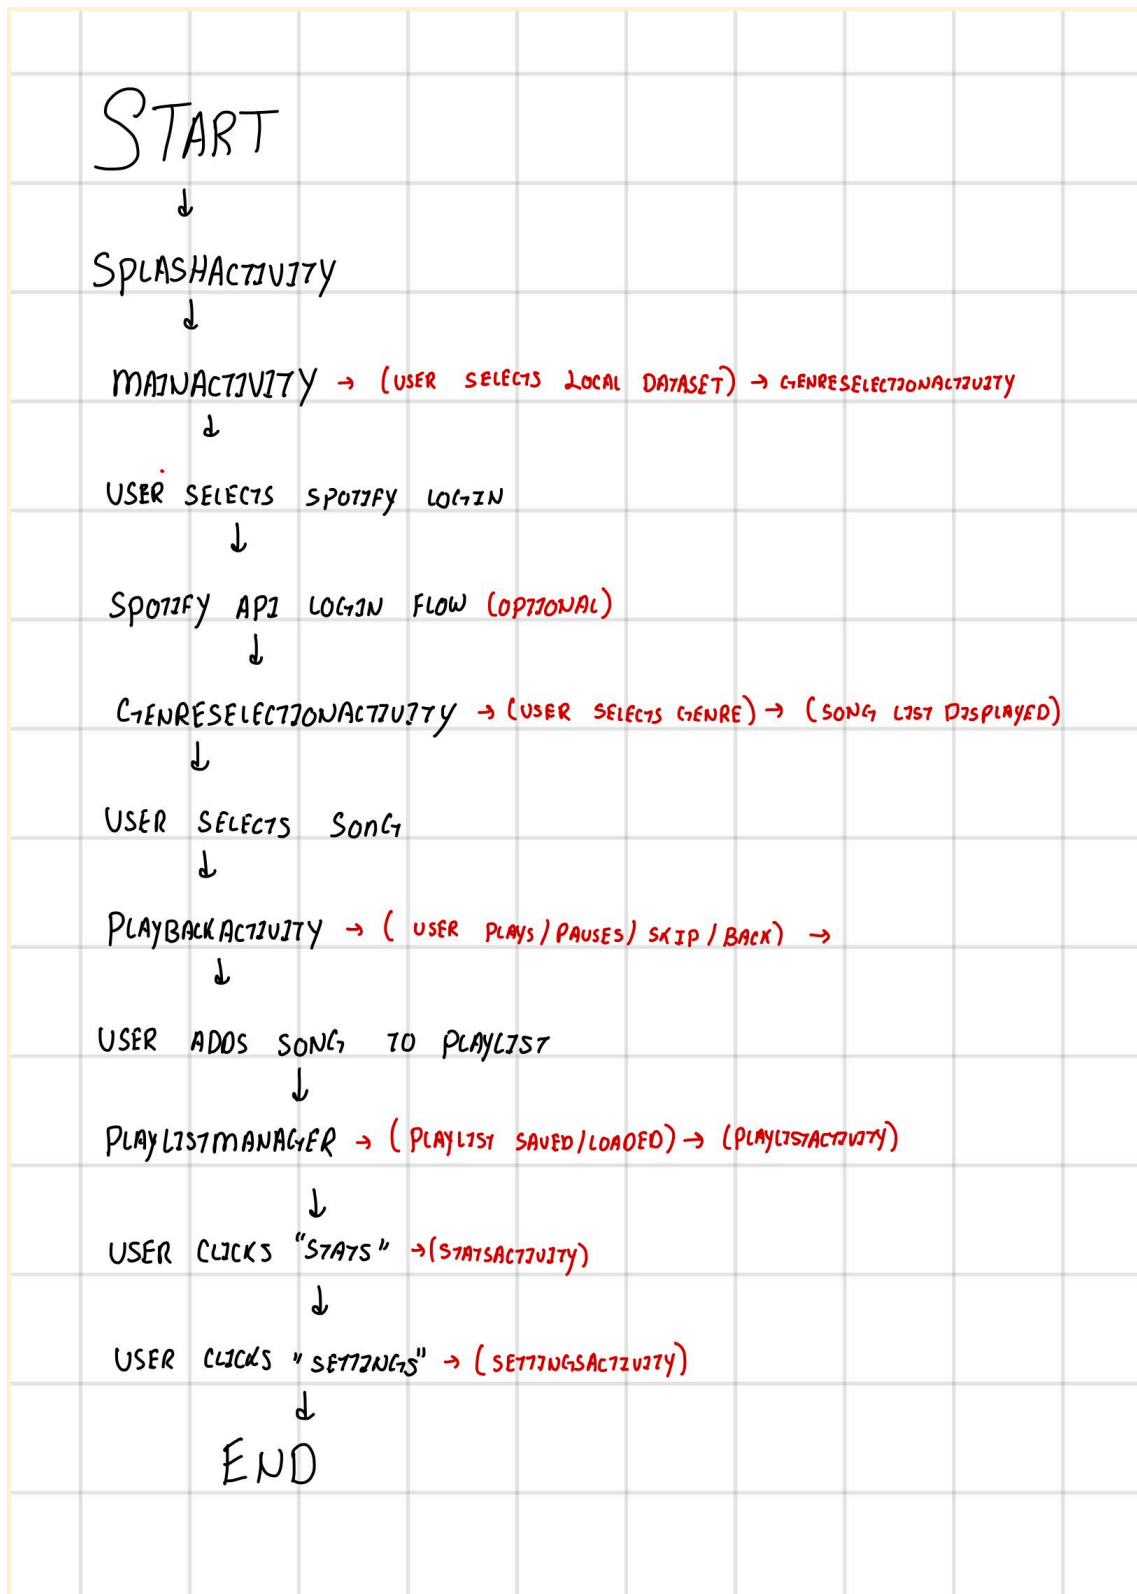 START
↓
SPLASHACTIVITY
↓
MAINACTIVITY → (USER SELECTS LOCAL DATASET) → GENRESELECTIONACTIVITY
↓
USER SELECTS SPOTIFY LOGIN
↓
SPOTIFY API LOGIN FLOW (OPTIONAL)
↓
GENRESELECTIONACTIVITY → (USER SELECTS GENRE) → (SONG LIST DISPLAYED)
↓
USER SELECTS SONG
↓
PLAYBACKACTIVITY → ( USER PLAYS/PAUSES/SKIP/BACK) →
↓
USER ADDS SONG TO PLAYLIST
↓
PLAYLISTMANAGER → (PLAYLIST SAVED/LOADED) → (PLAYLISTACTIVITY)
↓
USER CLICKS "STATS" → (STATSACTIVITY)
↓
USER CLICKS "SETTINGS" → (SETTINGSACTIVITY)
↓
END